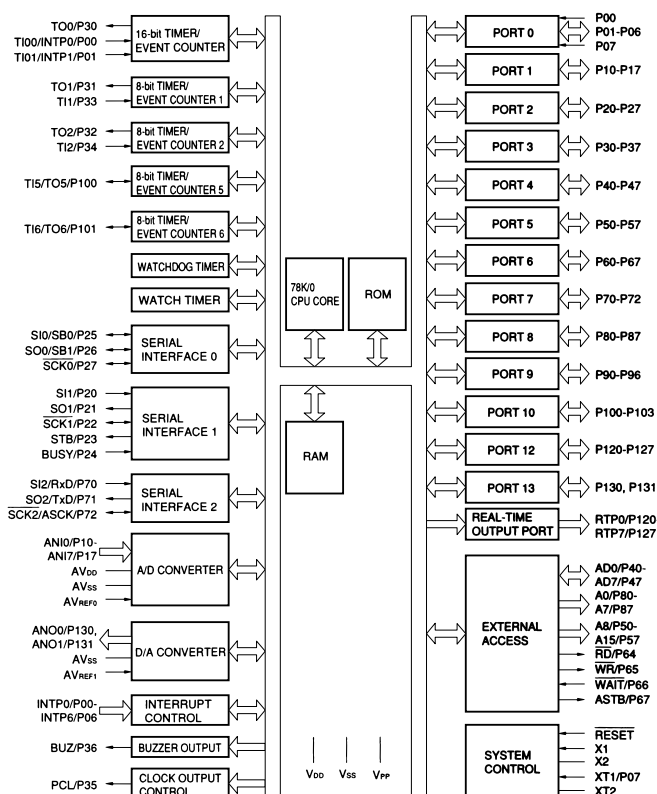 TO0/P30
TI00/INTP0/P00
TI01/INTP1/P01
16-bit TIMER/
EVENT COUNTER
TO1/P31
TI1/P33
8-bit TIMER/
EVENT COUNTER 1
TO2/P32
TI2/P34
8-bit TIMER/
EVENT COUNTER 2
TI5/TO5/P100
8-bit TIMER/
EVENT COUNTER 5
TI6/TO6/P101
8-bit TIMER/
EVENT COUNTER 6
WATCHDOG TIMER
WATCH TIMER
SI0/SB0/P25
SO0/SB1/P26
SCK0/P27
SERIAL
INTERFACE 0
SI1/P20
SO1/P21
SCK1/P22
STB/P23
BUSY/P24
SERIAL
INTERFACE 1
SI2/RxD/P70
SO2/TxD/P71
SCK2/ASCK/P72
SERIAL
INTERFACE 2
ANI0/P10-
ANI7/P17
AVDD
AVSS
AVREF0
A/D CONVERTER
ANO0/P130,
ANO1/P131
AVSS
AVREF1
D/A CONVERTER
INTP0/P00-
INTP6/P06
INTERRUPT
CONTROL
BUZ/P36
BUZZER OUTPUT
PCL/P35
CLOCK OUTPUT
CONTROL
78K/0
CPU CORE
ROM
RAM
VDD
VSS
VPP
PORT 0
P00
P01-P06
P07
PORT 1
P10-P17
PORT 2
P20-P27
PORT 3
P30-P37
PORT 4
P40-P47
PORT 5
P50-P57
PORT 6
P60-P67
PORT 7
P70-P72
PORT 8
P80-P87
PORT 9
P90-P96
PORT 10
P100-P103
PORT 12
P120-P127
PORT 13
P130, P131
REAL-TIME
OUTPUT PORT
RTP0/P120
RTP7/P127
EXTERNAL
ACCESS
AD0/P40-
AD7/P47
A0/P80-
A7/P87
A8/P50-
A15/P57
RD/P64
WR/P65
WAIT/P66
ASTB/P67
SYSTEM
CONTROL
RESET
X1
X2
XT1/P07
XT2